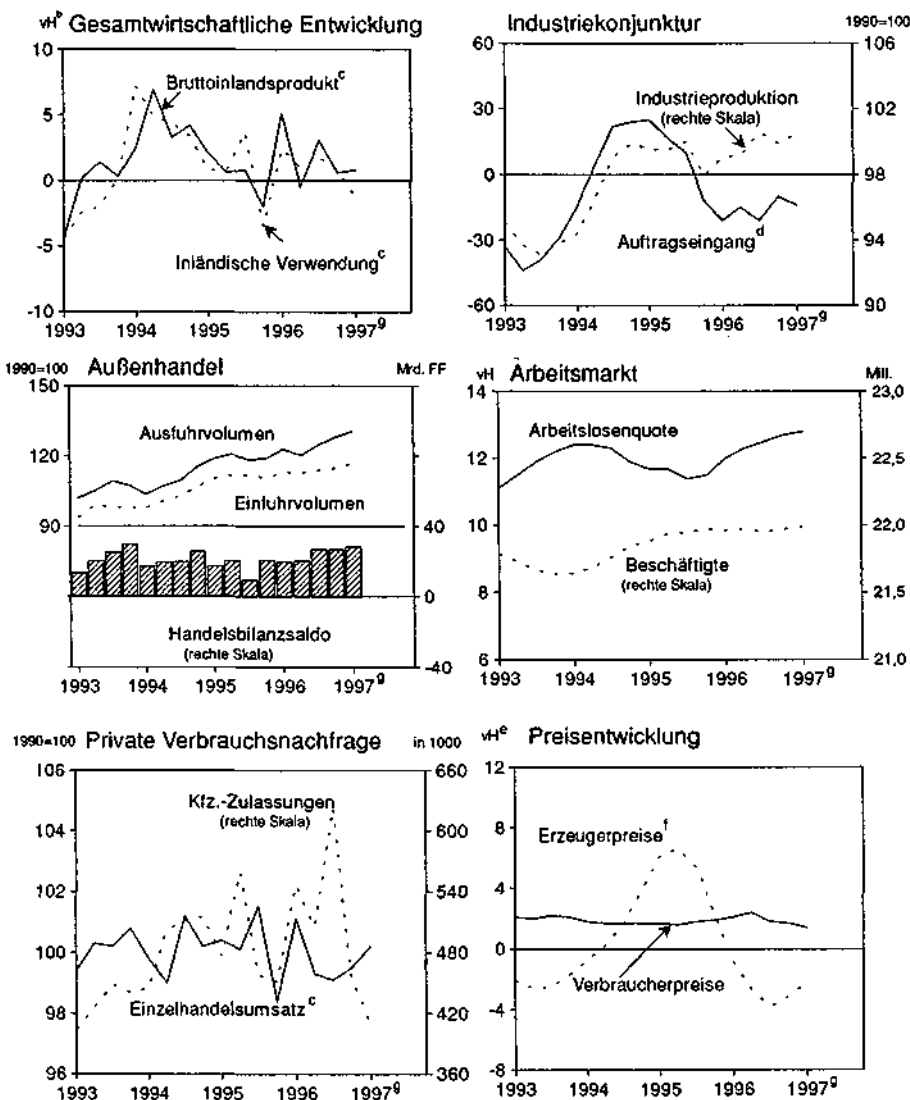 vH^b Gesamtwirtschaftliche Entwicklung
10
5
0
-5
-10
Bruttoinlandsprodukt^c
Inländische Verwendung^c
1993 1994 1995 1996 1997^g
Industriekonjunktur 1990=100
60
30
0
-30
-60
106
102
98
94
90
Industrieproduktion
(rechte Skala)
Auftragseingang^d
1993 1994 1995 1996 1997^g
1990=100 Außenhandel Mrd. FF
150
120
90
40
0
-40
Ausfuhrvolumen
Einfuhrvolumen
Handelsbilanzsaldo
(rechte Skala)
1993 1994 1995 1996 1997^g
vH Arbeitsmarkt Mill.
14
12
10
8
6
23,0
22,5
22,0
21,5
21,0
Arbeitslosenquote
Beschäftigte
(rechte Skala)
1993 1994 1995 1996 1997^g
1990=100 Private Verbrauchsnachfrage in 1000
106
104
102
100
98
96
660
600
540
480
420
360
Kfz.-Zulassungen
(rechte Skala)
Einzelhandelsumsatz^c
1993 1994 1995 1996 1997^g
vH^e Preisentwicklung
12
8
4
0
-4
-8
Erzeugerpreise^f
Verbraucherpreise
1993 1994 1995 1996 1997^g